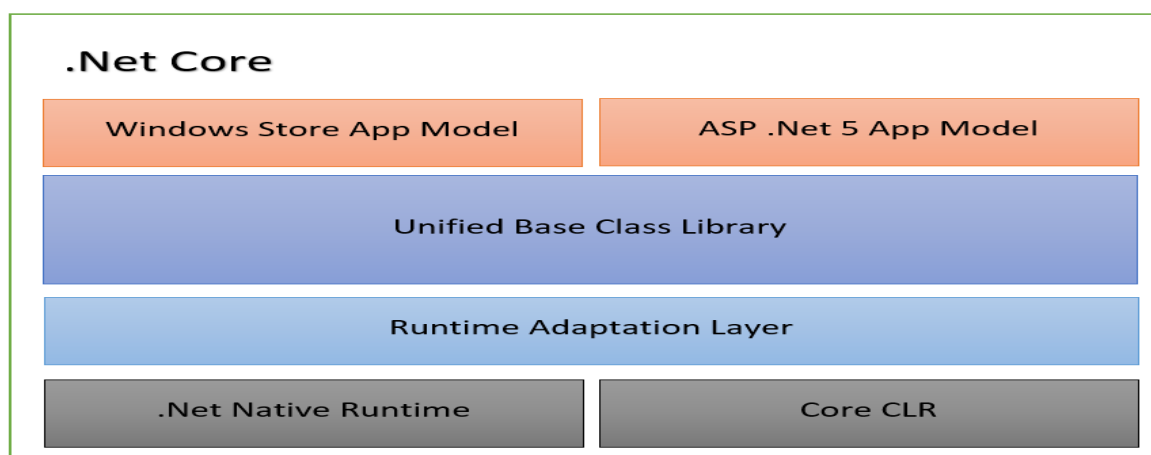 .Net Core
Windows Store App Model
ASP .Net 5 App Model
Unified Base Class Library
Runtime Adaptation Layer
.Net Native Runtime
Core CLR